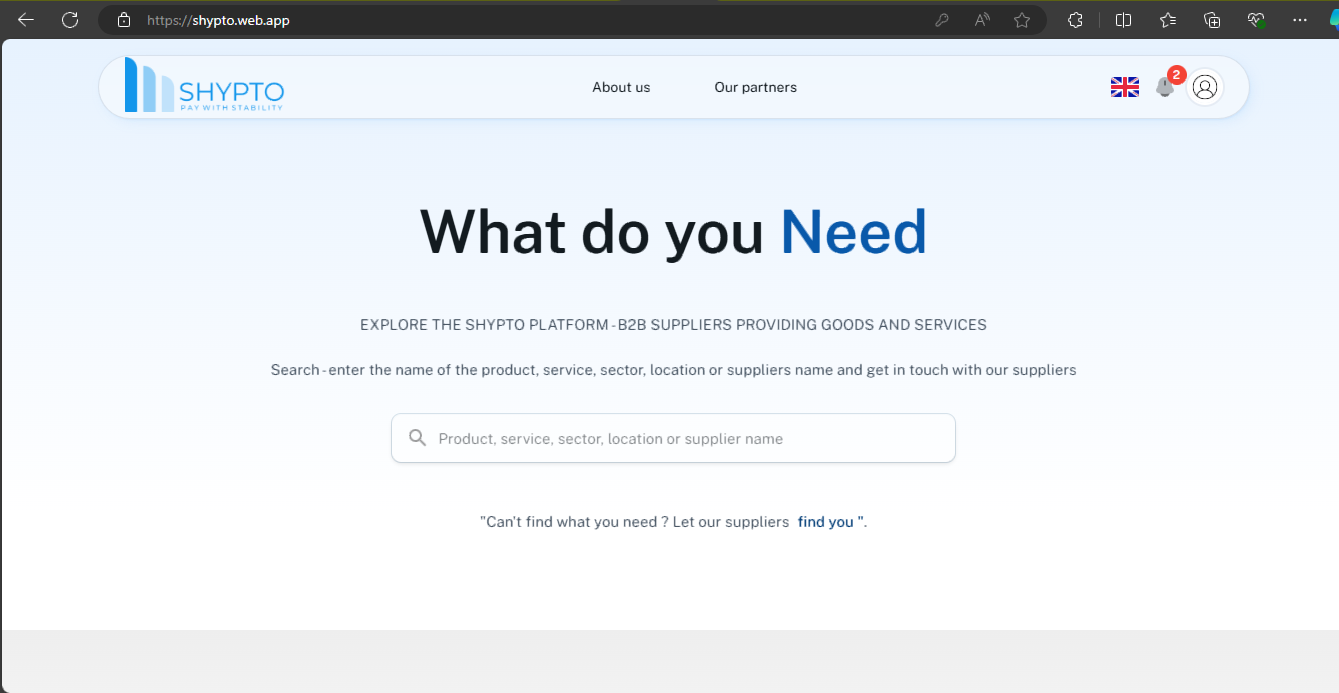 https://shypto.web.app
SHYPTO
PAY WITH STABILITY
About us
Our partners
2
What do you Need
EXPLORE THE SHYPTO PLATFORM - B2B SUPPLIERS PROVIDING GOODS AND SERVICES
Search - enter the name of the product, service, sector, location or suppliers name and get in touch with our suppliers
Product, service, sector, location or supplier name
"Can't find what you need ? Let our suppliers find you ".